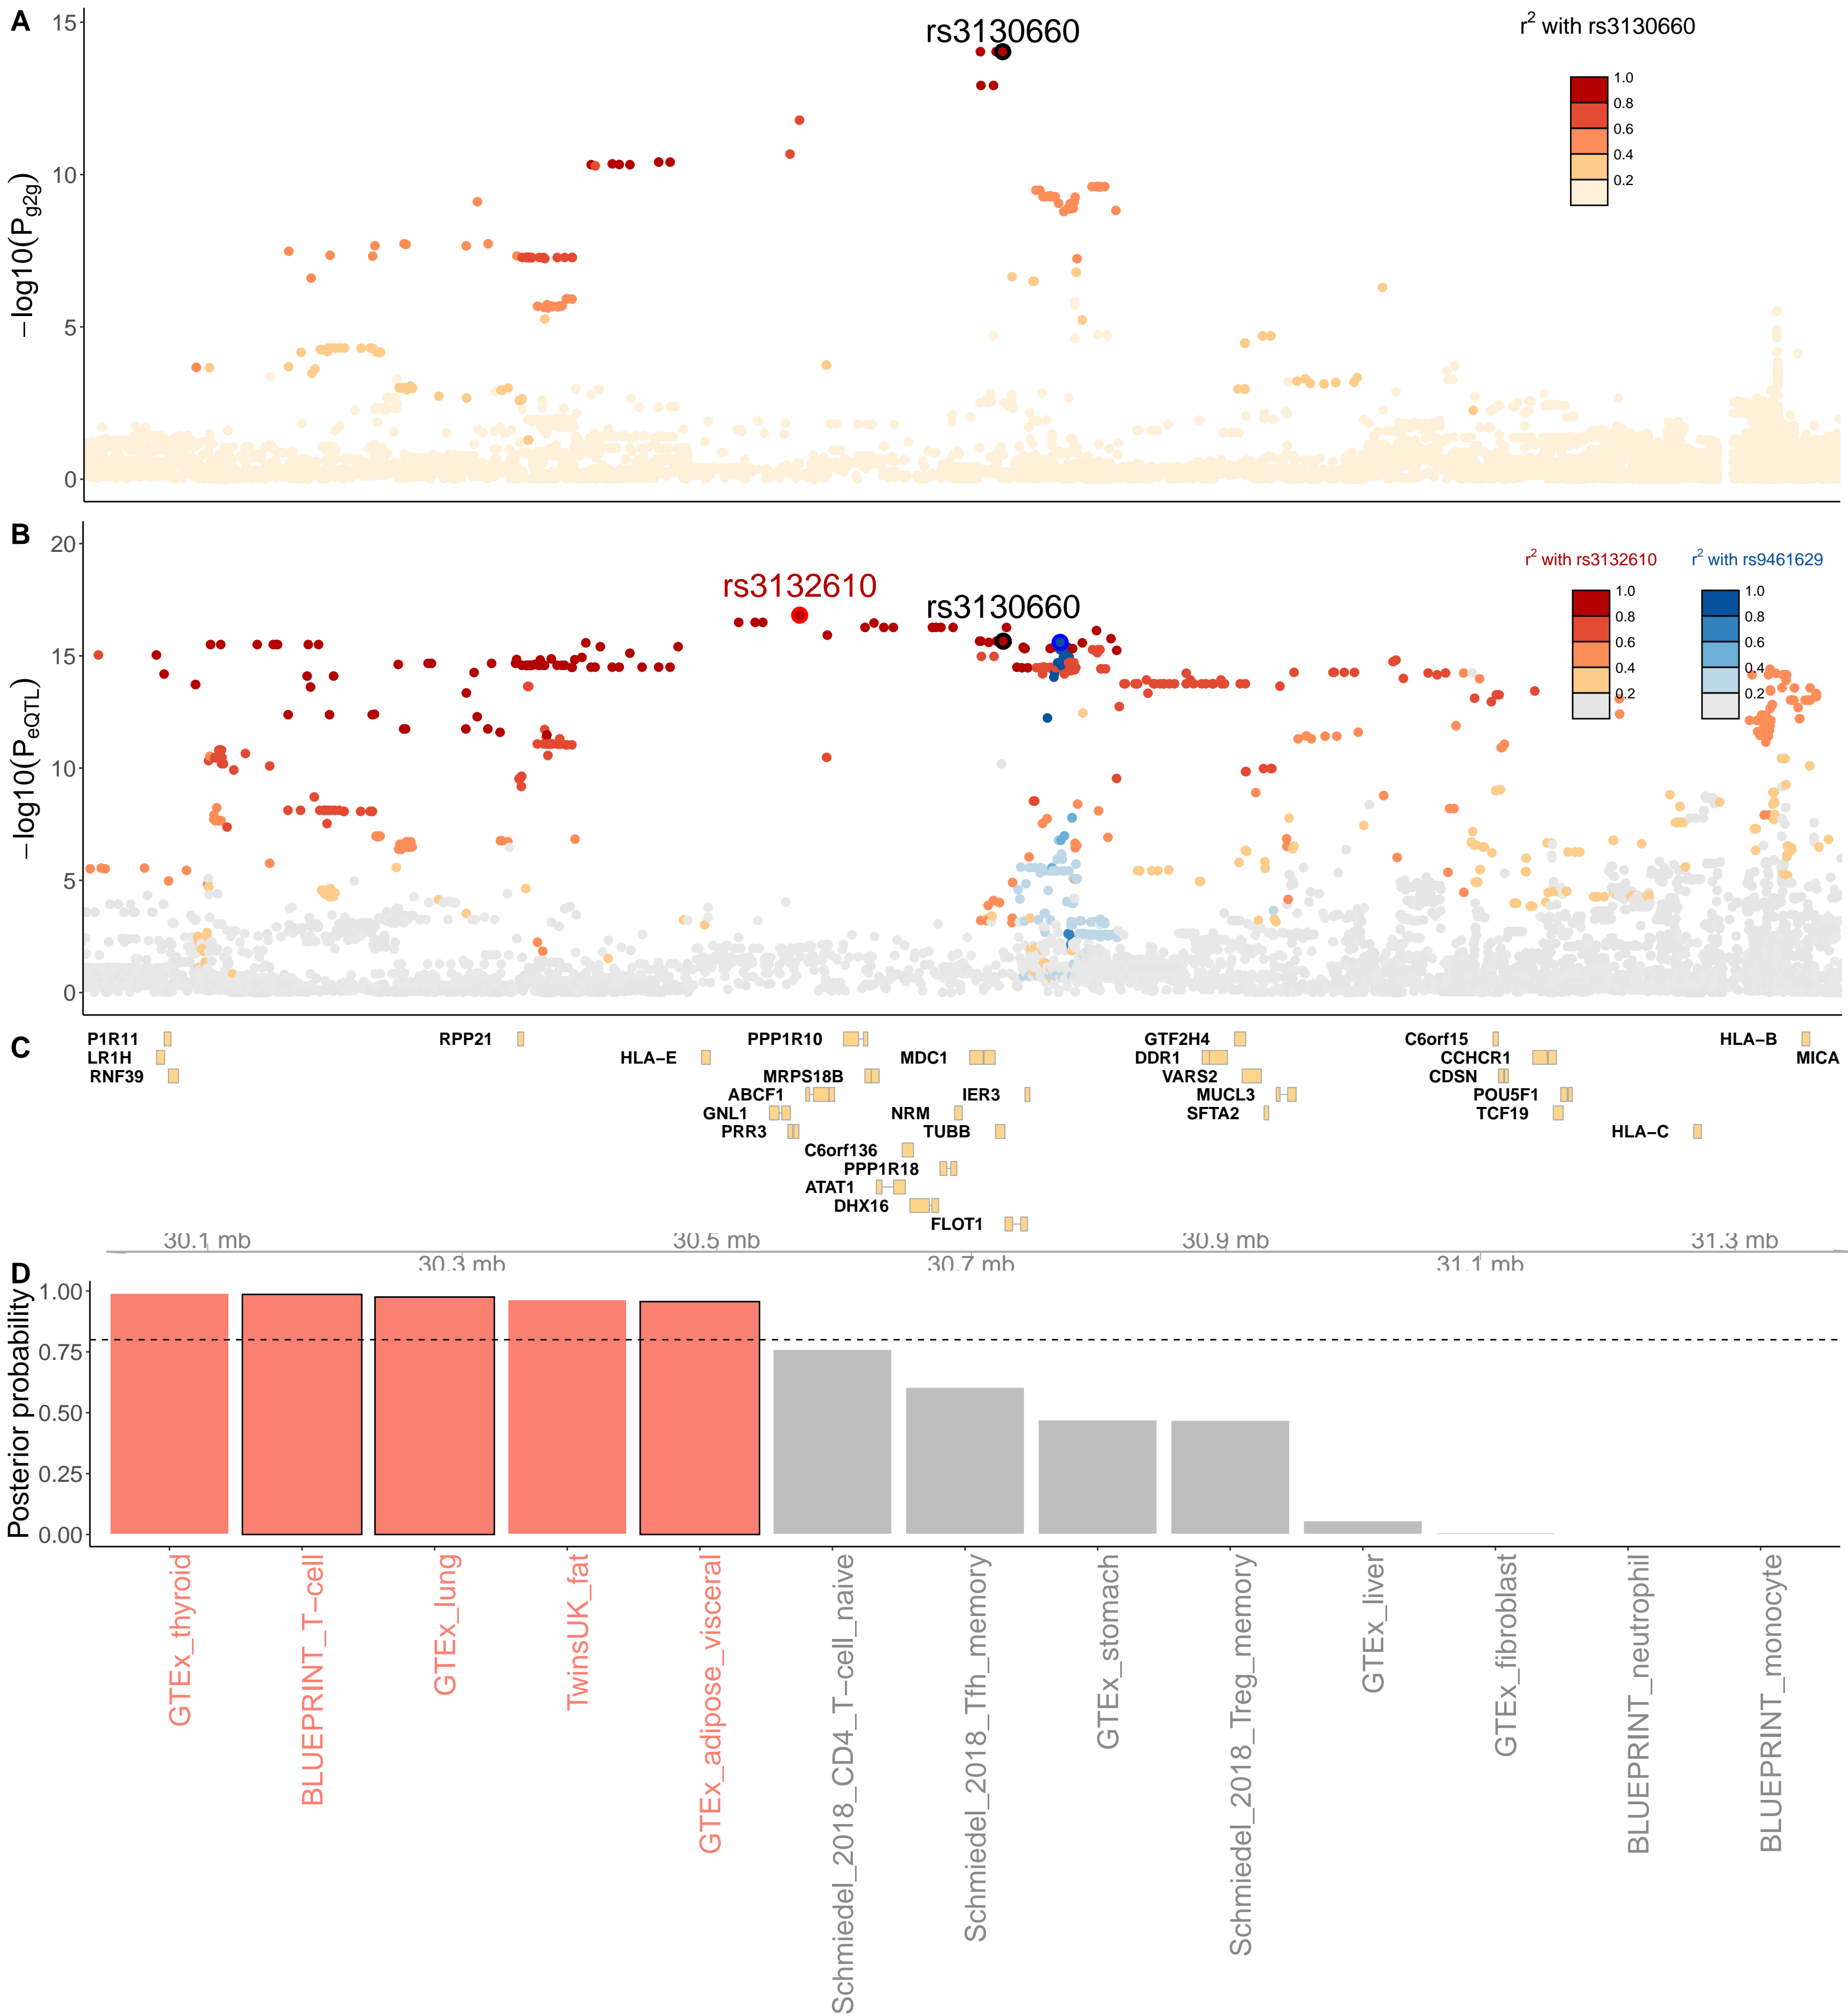 A
rs3130660
r2 with rs3130660
15
10
5
0
−log10(Pg2g)
1.0
0.8
0.6
0.4
0.2
B
rs3132610
rs3130660
r2 with rs3132610
r2 with rs9461629
20
15
10
5
0
−log10(PeQTL)
1.0
0.8
0.6
0.4
0.2
1.0
0.8
0.6
0.4
0.2
C
P1R11 RPP21 PPP1R10 GTF2H4 C6orf15 HLA−B
LR1H HLA−E MDC1 DDR1 CCHCR1 MICA
RNF39 MRPS18B VARS2 CDSN
ABCF1 IER3 MUCL3 POU5F1
GNL1 NRM SFTA2 TCF19
PRR3 TUBB HLA−C
C6orf136
PPP1R18
ATAT1
DHX16
FLOT1
30.1 mb 30.5 mb 30.9 mb 31.3 mb
30.3 mb 30.7 mb 31.1 mb
D
Posterior probability
1.00
0.75
0.50
0.25
0.00
GTEx_thyroid
BLUEPRINT_T−cell
GTEx_lung
TwinsUK_fat
GTEx_adipose_visceral
Schmiedel_2018_CD4_T−cell_naive
Schmiedel_2018_Tfh_memory
GTEx_stomach
Schmiedel_2018_Treg_memory
GTEx_liver
GTEx_fibroblast
BLUEPRINT_neutrophil
BLUEPRINT_monocyte